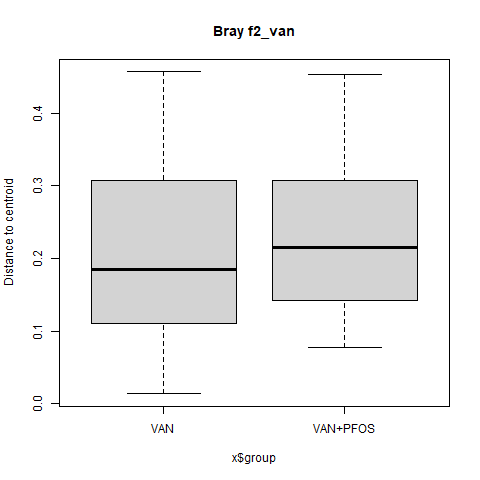 Bray f2_van
Distance to centroid
0.4
0.3
0.2
0.1
0.0
VAN
VAN+PFOS
x$group